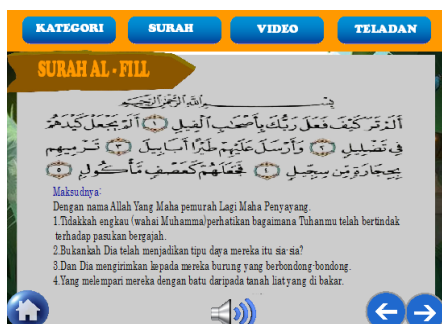 KATEGORI
SURAH
VIDEO
TELADAN
SURAH AL - FILL
بِسْمِ اللَّهِ الرَّحْمَٰنِ الرَّحِيمِ
أَلَمْ تَرَ كَيْفَ فَعَلَ رَبُّكَ بِأَصْحَابِ الْفِيلِ ١ أَلَمْ يَجْعَلْ كَيْدَهُمْ
فِي تَضْلِيلٍ ٢ وَأَرْسَلَ عَلَيْهِمْ طَيْرًا أَبَابِيلَ ٣ تَرْمِيهِم
بِحِجَارَةٍ مِّن سِجِّيلٍ ٤ فَجَعَلَهُمْ كَعَصْفٍ مَّأْكُولٍ ٥
Maksudnya:
Dengan nama Allah Yang Maha pemurah Lagi Maha Penyayang.
1.Tidakkah engkau (wahai Muhamma)perhatikan bagaimana Tuhanmu telah bertindak
terhadap pasukan bergajah.
2.Bukankah Dia telah menjadikan tipu daya mereka itu sia-sia?
3.Dan Dia mengirimkan kepada mereka burung yang berbondong-bondong.
4.Yang melempari mereka dengan batu daripada tanah liat yang di bakar.